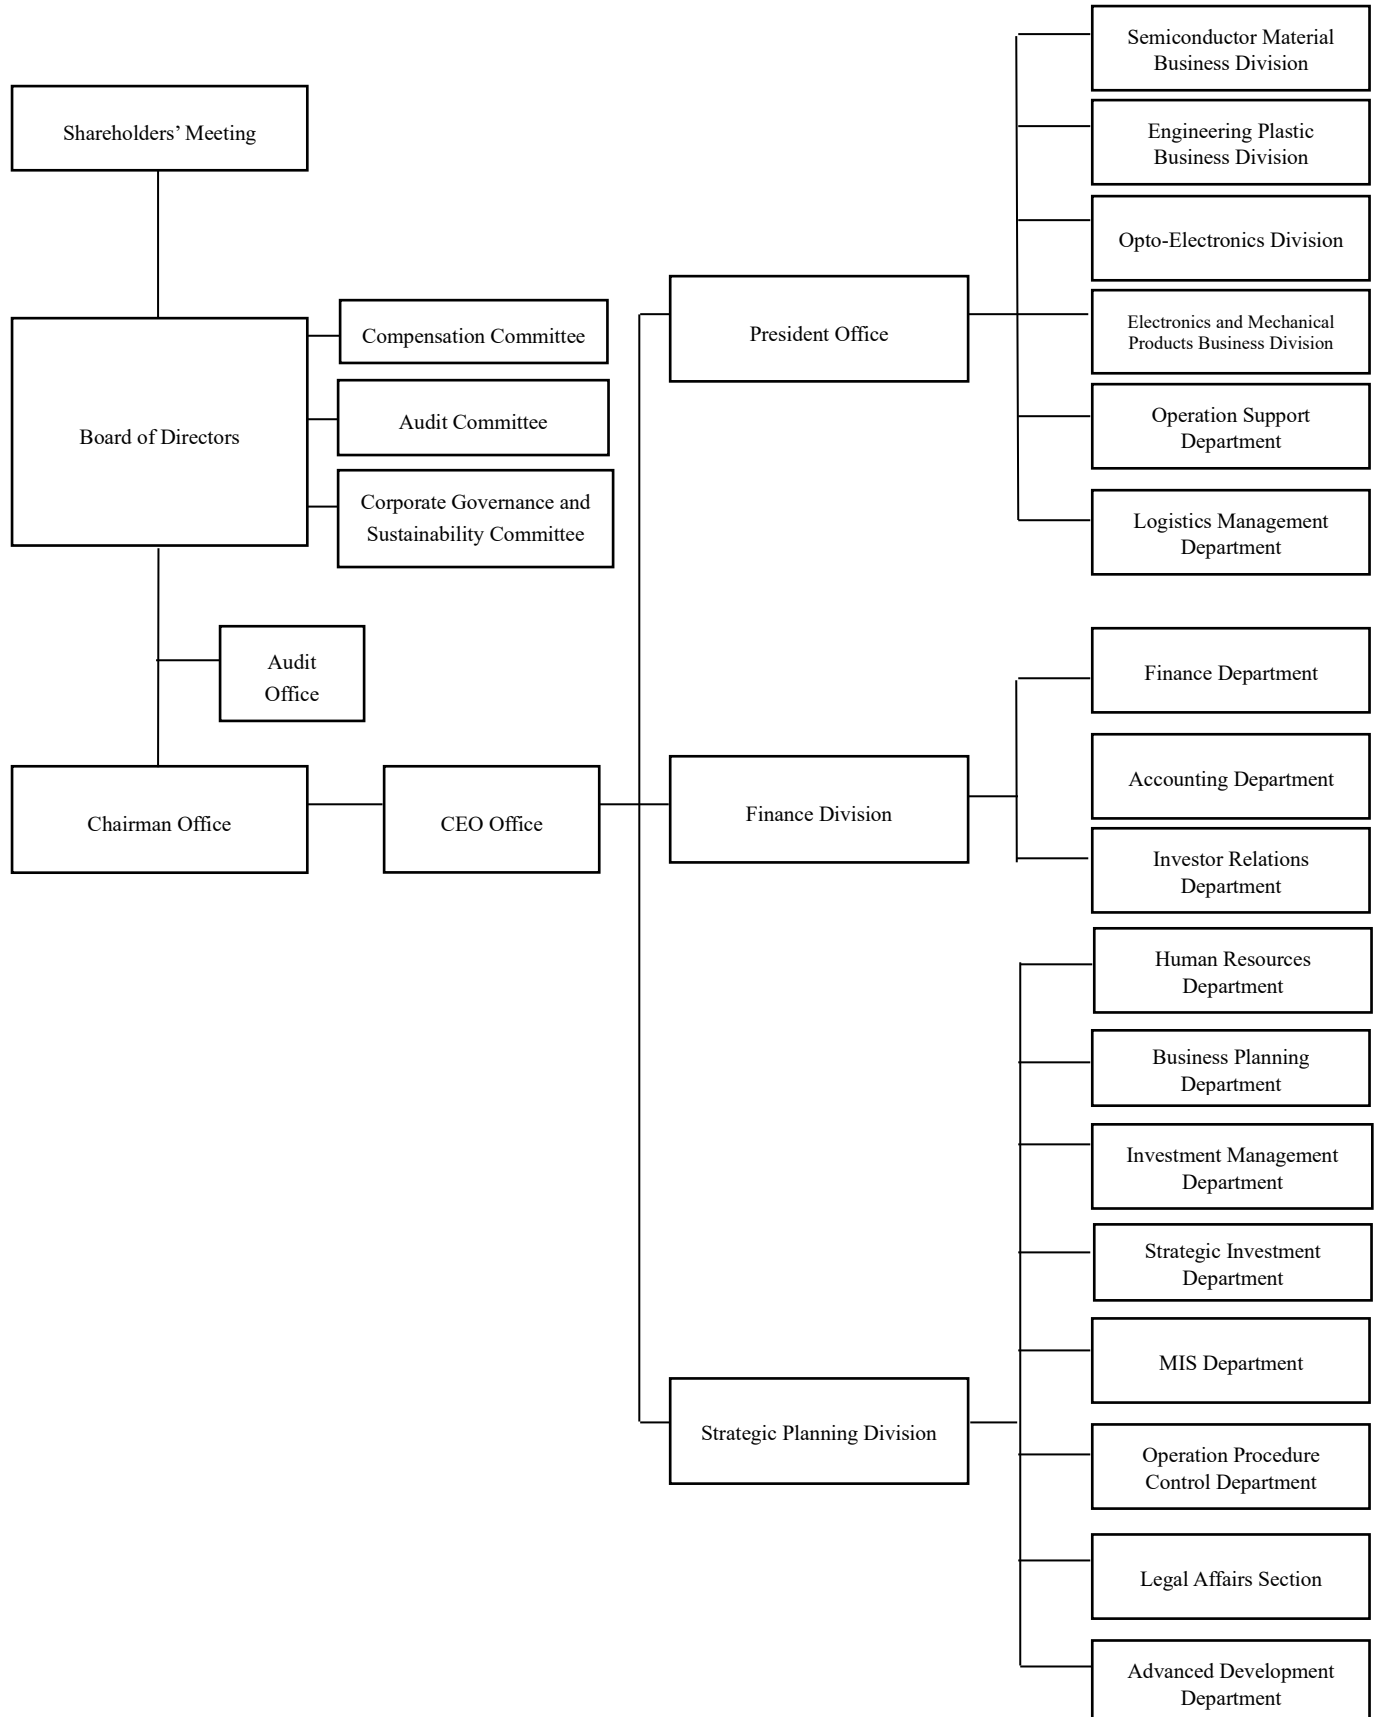 Shareholders’ Meeting
Board of Directors
Compensation Committee
Audit Committee
Corporate Governance and
Sustainability Committee
Audit
Office
Chairman Office
CEO Office
President Office
Finance Division
Strategic Planning Division
Semiconductor Material
Business Division
Engineering Plastic
Business Division
Opto-Electronics Division
Electronics and Mechanical
Products Business Division
Operation Support
Department
Logistics Management
Department
Finance Department
Accounting Department
Investor Relations
Department
Human Resources
Department
Business Planning
Department
Investment Management
Department
Strategic Investment
Department
MIS Department
Operation Procedure
Control Department
Legal Affairs Section
Advanced Development
Department